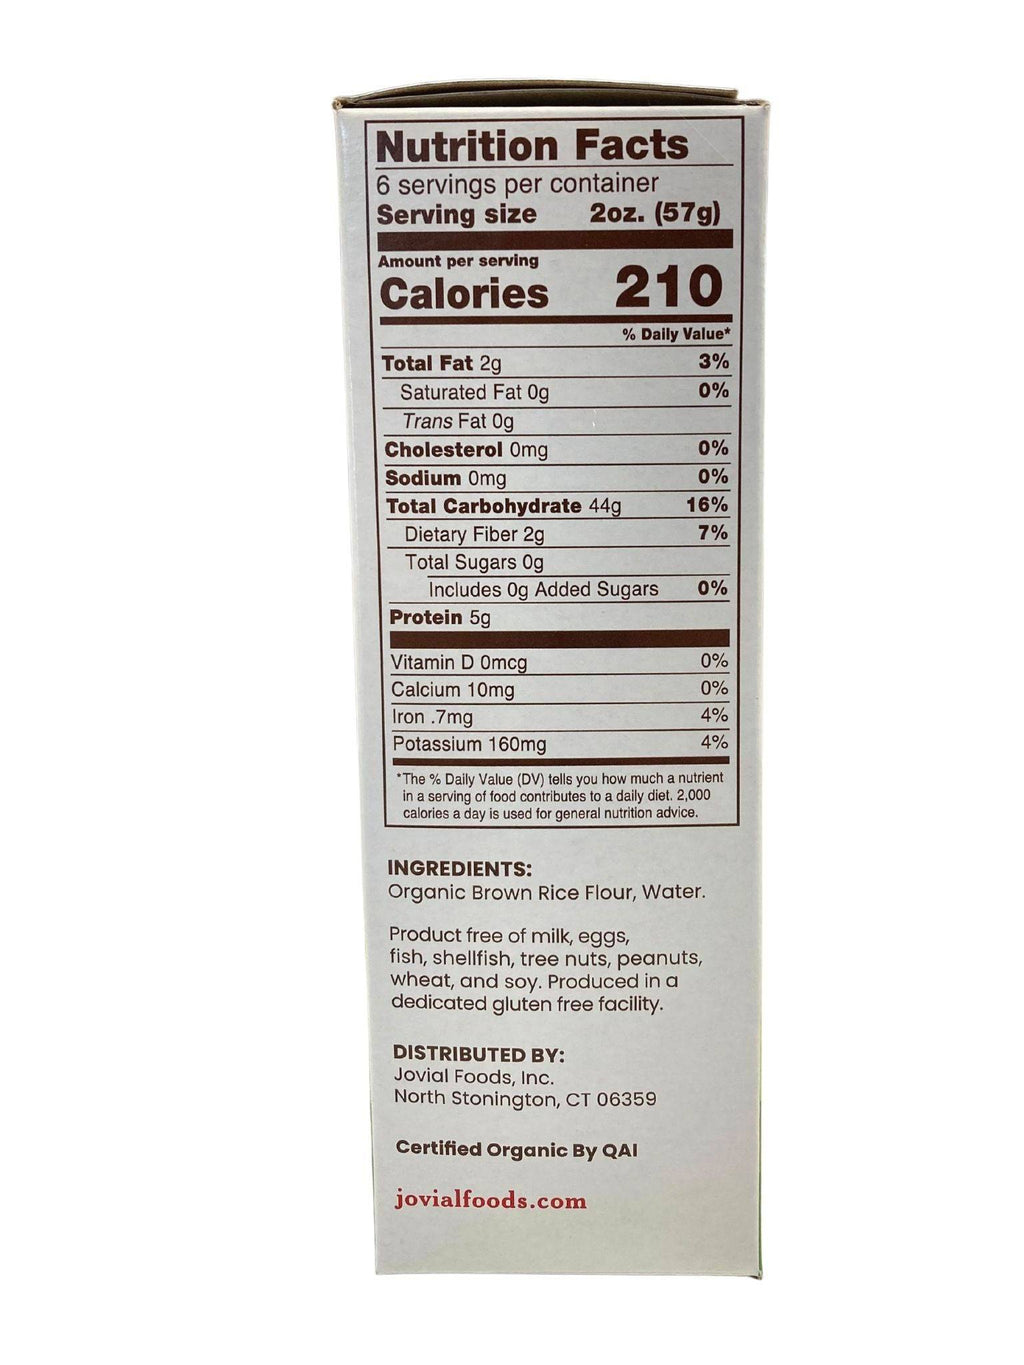 Nutrition Facts
6 servings per container
Serving size 2oz. (57g)
Amount per serving
Calories 210
% Daily Value*
Total Fat 2g 3%
Saturated Fat 0g 0%
Trans Fat 0g
Cholesterol 0mg 0%
Sodium 0mg 0%
Total Carbohydrate 44g 16%
Dietary Fiber 2g 7%
Total Sugars 0g
Includes 0g Added Sugars 0%
Protein 5g
Vitamin D 0mcg 0%
Calcium 10mg 0%
Iron .7mg 4%
Potassium 160mg 4%
*The % Daily Value (DV) tells you how much a nutrient
in a serving of food contributes to a daily diet. 2,000
calories a day is used for general nutrition advice.
INGREDIENTS:
Organic Brown Rice Flour, Water.
Product free of milk, eggs,
fish, shellfish, tree nuts, peanuts,
wheat, and soy. Produced in a
dedicated gluten free facility.
DISTRIBUTED BY:
Jovial Foods, Inc.
North Stonington, CT 06359
Certified Organic By QAI
jovialfoods.com